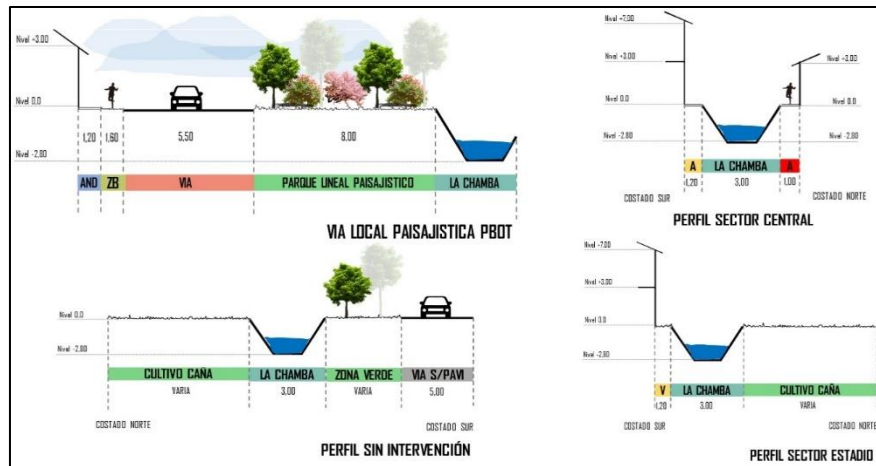 Nivel +3.00
Nivel 0.0
Nivel -2.80
1,20
1,60
5,50
8.00
AND
ZB
VIA
PARQUE LINEAL PAISAJISTICO
LA CHAMBA
VIA LOCAL PAISAJISTICA PBOT
Nivel +7,00
Nivel +3.00
Nivel 0.0
Nivel -2.80
Nivel +3.00
Nivel 0.0
Nivel -2.80
A
LA CHAMBA
A
1,20
3,00
1,00
COSTADO SUR
COSTADO NORTE
PERFIL SECTOR CENTRAL
Nivel 0.0
Nivel -2.80
CULTIVO CAÑA
LA CHAMBA
ZONA VERDE
VIA S/PAVI
VARIA
3.00
VARIA
5.00
COSTADO NORTE
COSTADO SUR
PERFIL SIN INTERVENCIÓN
Nivel -7,00
Nivel +3.00
Nivel 0.0
Nivel -2.80
V
LA CHAMBA
CULTIVO CAÑA
1,20
3,00
VARIA
COSTADO SUR
COSTADO NORTE
PERFIL SECTOR ESTADIO